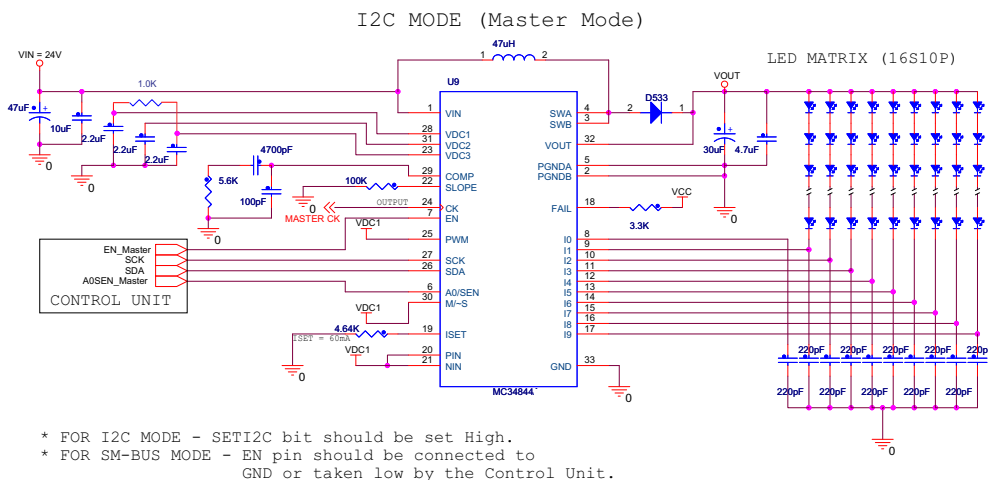 I2C MODE (Master Mode)
VIN = 24V
47uH
1 2
LED MATRIX (16S10P)
VOUT
1.0K
U9
D533
47uF
10uF
2.2uF
2.2uF
2.2uF
1 VIN
28 VDC1
31 VDC2
23 VDC3
29 COMP
22 SLOPE
24 CK
7 EN
25 PWM
27 SCK
26 SDA
6 A0/SEN
30 M/~S
19 ISET
20 PIN
21 NIN
SWA 4
SWB 3
2 1
VOUT 32
PGNDA 5
PGNDB 2
FAIL 18
I0 8
I1 9
I2 10
I3 11
I4 12
I5 13
I6 14
I7 15
I8 16
I9 17
GND 33
MC34844
30uF
4.7uF
4700pF
5.6K
100pF
100K
OUTPUT
MASTER CK
VDC1
VCC
3.3K
EN_Master
SCK
SDA
A0SEN_Master
CONTROL UNIT
VDC1
4.64K
ISET = 60mA
VDC1
220pF 220pF 220pF 220pF 220p
220pF 220pF 220pF 220pF 220pF
0
0
0
0
0
0
0
0
0
* FOR I2C MODE - SETI2C bit should be set High.
* FOR SM-BUS MODE - EN pin should be connected to
GND or taken low by the Control Unit.